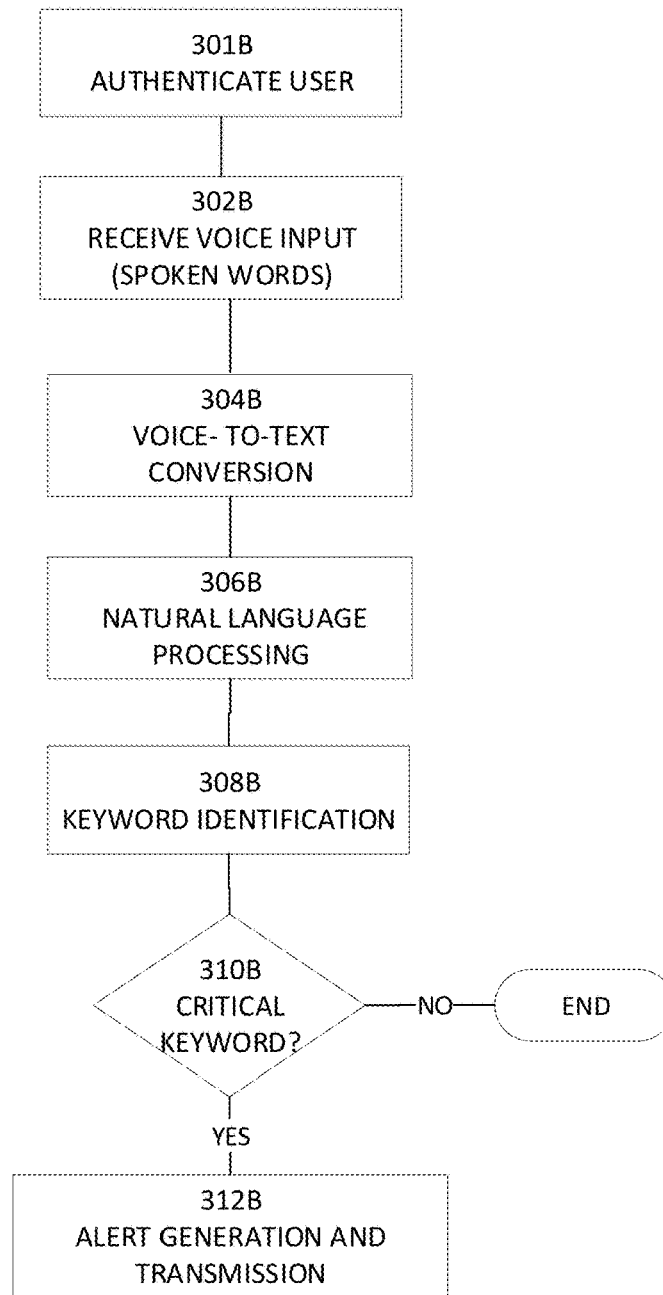 301B
AUTHENTICATE USER
302B
RECEIVE VOICE INPUT
(SPOKEN WORDS)
304B
VOICE- TO-TEXT
CONVERSION
306B
NATURAL LANGUAGE
PROCESSING
308B
KEYWORD IDENTIFICATION
310B
CRITICAL
KEYWORD?
NO
END
YES
312B
ALERT GENERATION AND
TRANSMISSION